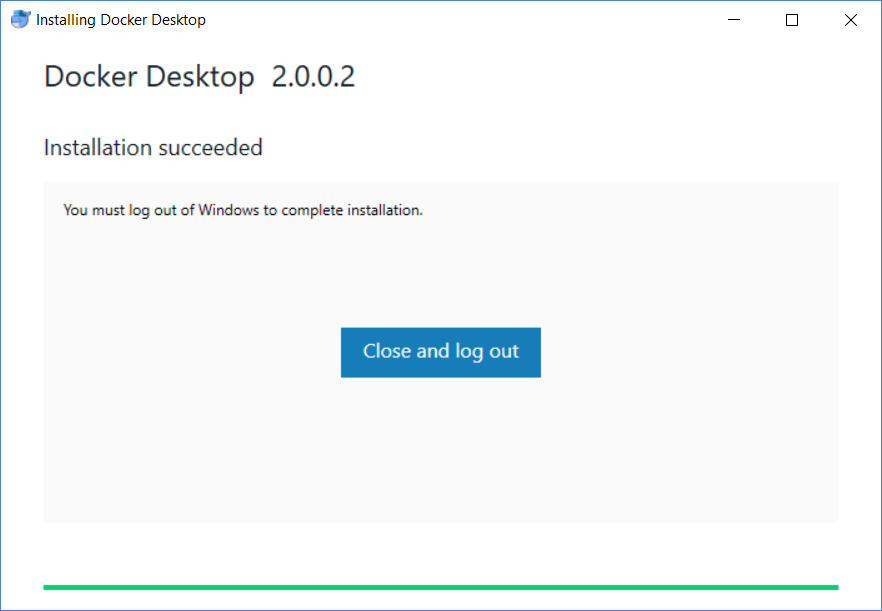 Installing Docker Desktop
Docker Desktop 2.0.0.2
Installation succeeded
You must log out of Windows to complete installation.
Close and log out